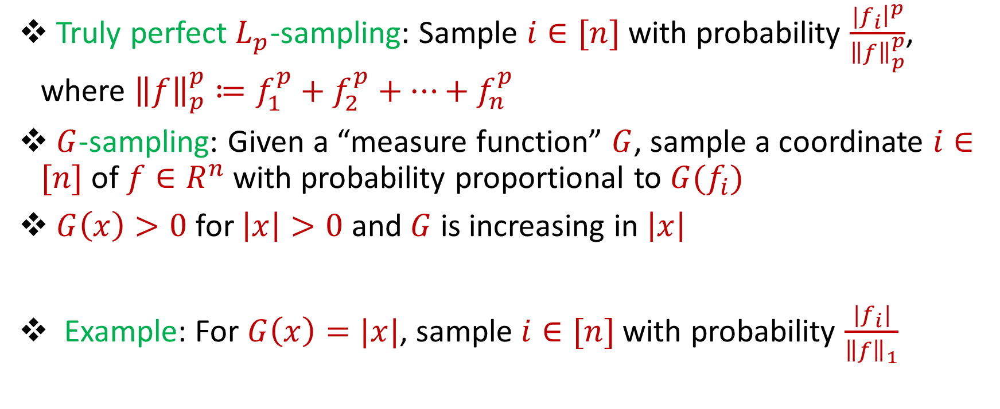 ❖ Truly perfect $L_p$-sampling: Sample $i \in [n]$ with probability $\frac{|f_i|^p}{\|f\|_p^p}$,
where $\|f\|_p^p := f_1^p + f_2^p + \cdots + f_n^p$
❖ $G$-sampling: Given a “measure function” $G$, sample a coordinate $i \in$
$[n]$ of $f \in R^n$ with probability proportional to $G(f_i)$
❖ $G(x) > 0$ for $|x| > 0$ and $G$ is increasing in $|x|$
❖ Example: For $G(x) = |x|$, sample $i \in [n]$ with probability $\frac{|f_i|}{\|f\|_1}$